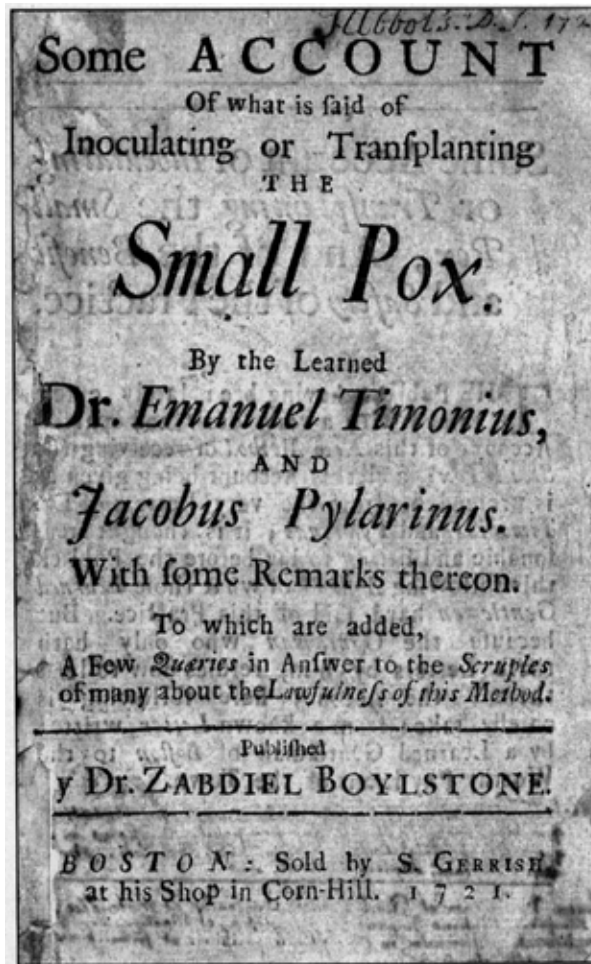 Some ACCOUNT
Of what is ſaid of
Inoculating or Tranſplanting
THE
Small Pox.
By the Learned
Dr. Emanuel Timonius,
AND
Jacobus Pylarinus.
With ſome Remarks thereon.
To which are added,
A Few Quæries in Anſwer to the Scruples
of many about the Lawfulneſs of this Method.
Publiſhed
y Dr. ZABDIEL BOYLSTONE.
BOSTON: Sold by S. GERRISH
at his Shop in Corn-Hill. 1721.